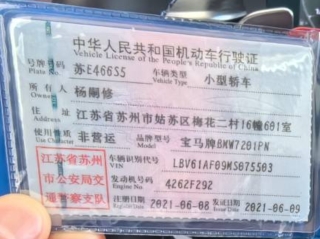 中华人民共和国机动车行驶证
Vehicle License of the People's Republic of China
号牌号码 苏E466S5 车辆类型 小型轿车
Plate No. Vehicle Type
所有人 杨嗣修
Owner
住址 江苏省苏州市姑苏区梅花二村16幢601室
Address
使用性质 非营运 品牌型号 宝马牌BMW7201PN
Use Character Model
江苏省苏州市公安局交通警察支队
车辆识别代号 LBV61AF09MS075503
VIN
发动机号码 4262F292
Engine No.
注册日期 2021-06-08 发证日期 2021-06-09
Register Date Issue Date